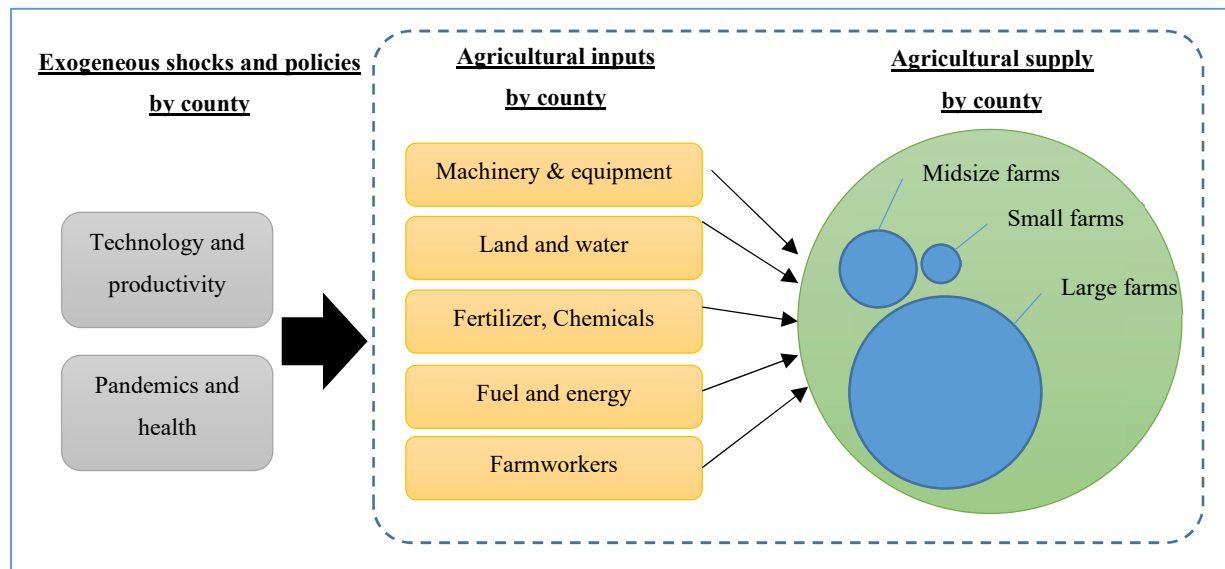 Exogeneous shocks and policies
by county
Technology and
productivity
Pandemics and
health
Agricultural inputs
by county
Machinery & equipment
Land and water
Fertilizer, Chemicals
Fuel and energy
Farmworkers
Agricultural supply
by county
Midsize farms
Small farms
Large farms